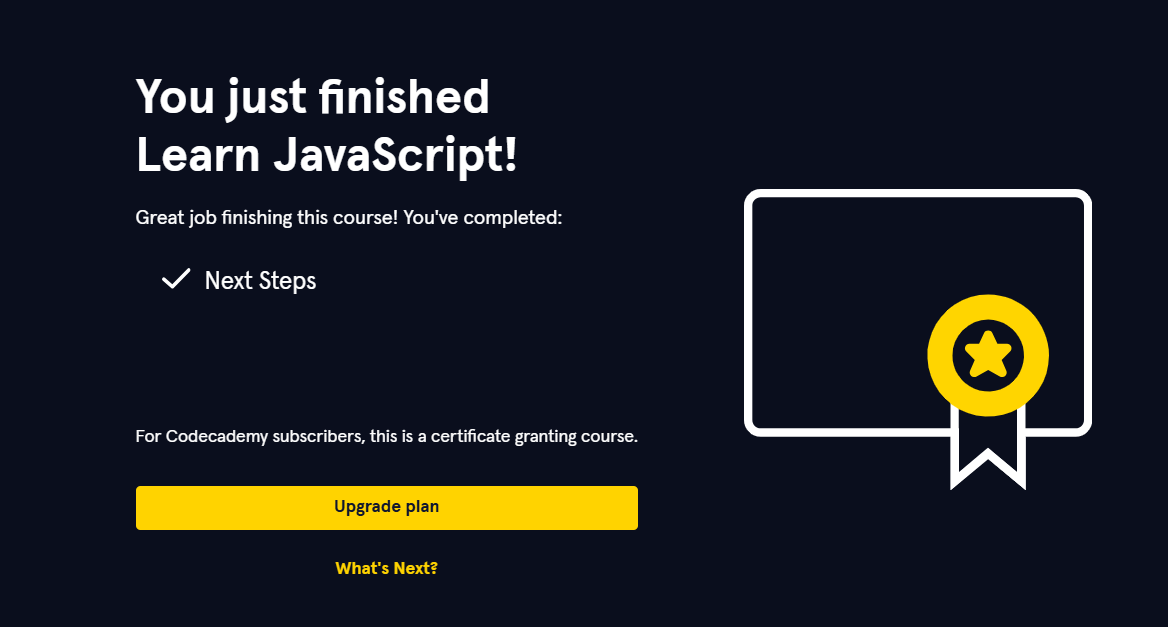 You just finished
Learn JavaScript!
Great job finishing this course! You've completed:
Next Steps
For Codecademy subscribers, this is a certificate granting course.
Upgrade plan
What's Next?